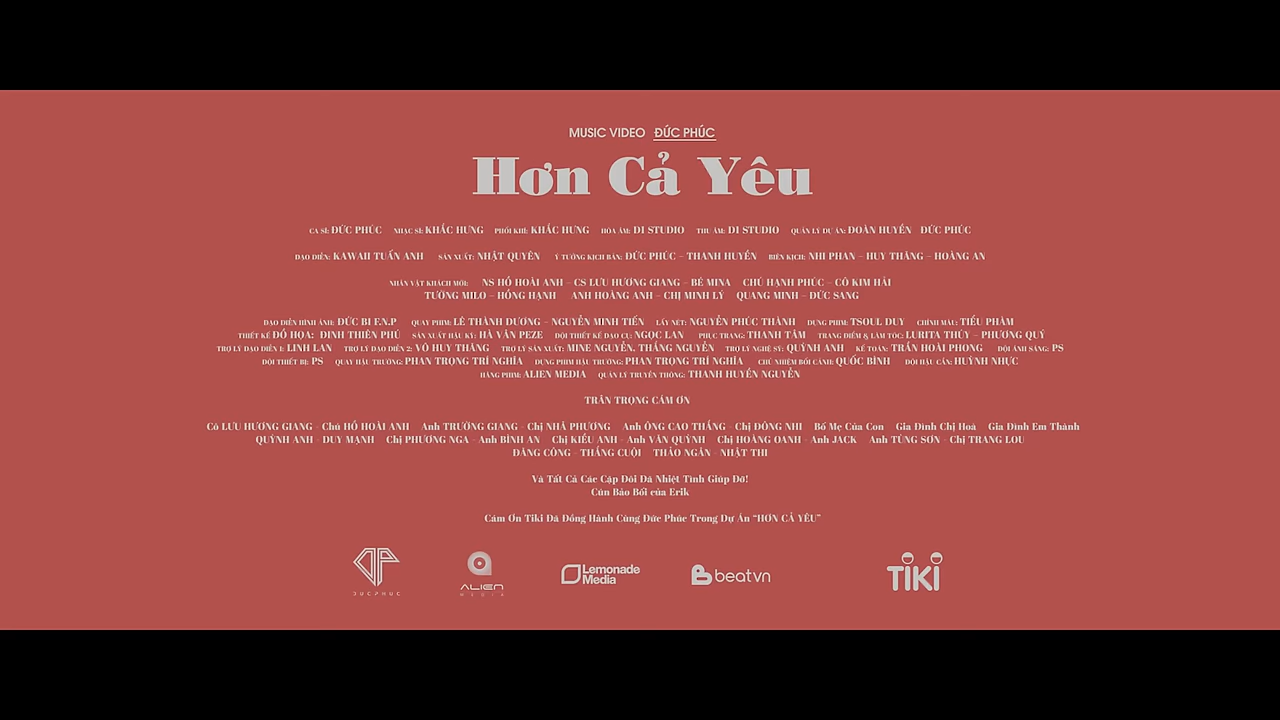 MUSIC VIDEO ĐỨC PHÚC
Hơn Cả Yêu
CA SĨ: ĐỨC PHÚC NHẠC SĨ: KHẮC HƯNG PHỐI KHÍ: KHẮC HƯNG HÒA ÂM: DI STUDIO THU ÂM: DI STUDIO QUẢN LÝ DỰ ÁN: ĐOÀN HUYỀN ĐỨC PHÚC
ĐẠO DIỄN: KAWAII TUẤN ANH SẢN XUẤT: NHẬT QUYÊN Ý TƯỞNG KỊCH BẢN: ĐỨC PHÚC – THANH HUYỀN BIÊN KỊCH: NHI PHAN – HUY THĂNG – HOÀNG AN
NHÂN VẬT KHÁCH MỜI: NS HỒ HOÀI ANH – CS LƯU HƯƠNG GIANG – BÉ MINA CHÚ HẠNH PHÚC – CÔ KIM HẢI
TƯỜNG MILO – HỒNG HẠNH ANH HOÀNG ANH – CHỊ MINH LÝ QUANG MINH – ĐỨC SANG
ĐẠO DIỄN HÌNH ẢNH: ĐỨC BI F.N.P QUAY PHIM: LÊ THÀNH DƯƠNG – NGUYỄN MINH TIẾN LẤY NÉT: NGUYỄN PHÚC THÀNH DỰNG PHIM: TSOUL DUY CHỈNH MÀU: TIỂU PHÀM
THIẾT KẾ ĐỒ HỌA: ĐINH THIÊN PHÚ SẢN XUẤT HẬU KỲ: HÀ VĂN PEZE ĐỘI THIẾT KẾ ĐẠO CỤ: NGỌC LAN PHỤC TRANG: THANH TÂM TRANG ĐIỂM & LÀM TÓC: LURITA THỦY – PHƯƠNG QUÝ
TRỢ LÝ ĐẠO DIỄN 1: LINH LAN TRỢ LÝ ĐẠO DIỄN 2: VÕ HUY THĂNG TRỢ LÝ SẢN XUẤT: MINE NGUYỄN, THẮNG NGUYỄN TRỢ LÝ NGHỆ SĨ: QUỲNH ANH KẾ TOÁN: TRẦN HOÀI PHONG ĐỘI ÁNH SÁNG: PS
ĐỘI THIẾT BỊ: PS QUAY HẬU TRƯỜNG: PHAN TRỌNG TRÍ NGHĨA DỰNG PHIM HẬU TRƯỜNG: PHAN TRỌNG TRÍ NGHĨA CHỦ NHIỆM BỐI CẢNH: QUỐC BÌNH ĐỘI HẬU CẦN: HUỲNH NHỰC
HÃNG PHIM: ALIEN MEDIA QUẢN LÝ TRUYỀN THÔNG: THANH HUYỀN NGUYỄN
TRÂN TRỌNG CÁM ƠN
Cô LƯU HƯƠNG GIANG - Chú HỒ HOÀI ANH Anh TRƯỜNG GIANG - Chị NHÃ PHƯƠNG Anh ÔNG CAO THẮNG - Chị ĐÔNG NHI Bố Mẹ Của Con Gia Đình Chị Hoà Gia Đình Em Thành
QUỲNH ANH - DUY MẠNH Chị PHƯƠNG NGA - Anh BÌNH AN Chị KIỀU ANH – Anh VĂN QUỲNH Chị HOÀNG OANH - Anh JACK Anh TÙNG SƠN - Chị TRANG LOU
ĐĂNG CÔNG – THẮNG CUỘI THẢO NGÂN - NHẬT THI
Và Tất Cả Các Cặp Đôi Đã Nhiệt Tình Giúp Đỡ!
Cún Bảo Bối của Erik
Cám Ơn Tiki Đã Đồng Hành Cùng Đức Phúc Trong Dự Án “HƠN CẢ YÊU”
DUCPHUC ALIEN MEDIA Lemonade Media beatvn TIKI